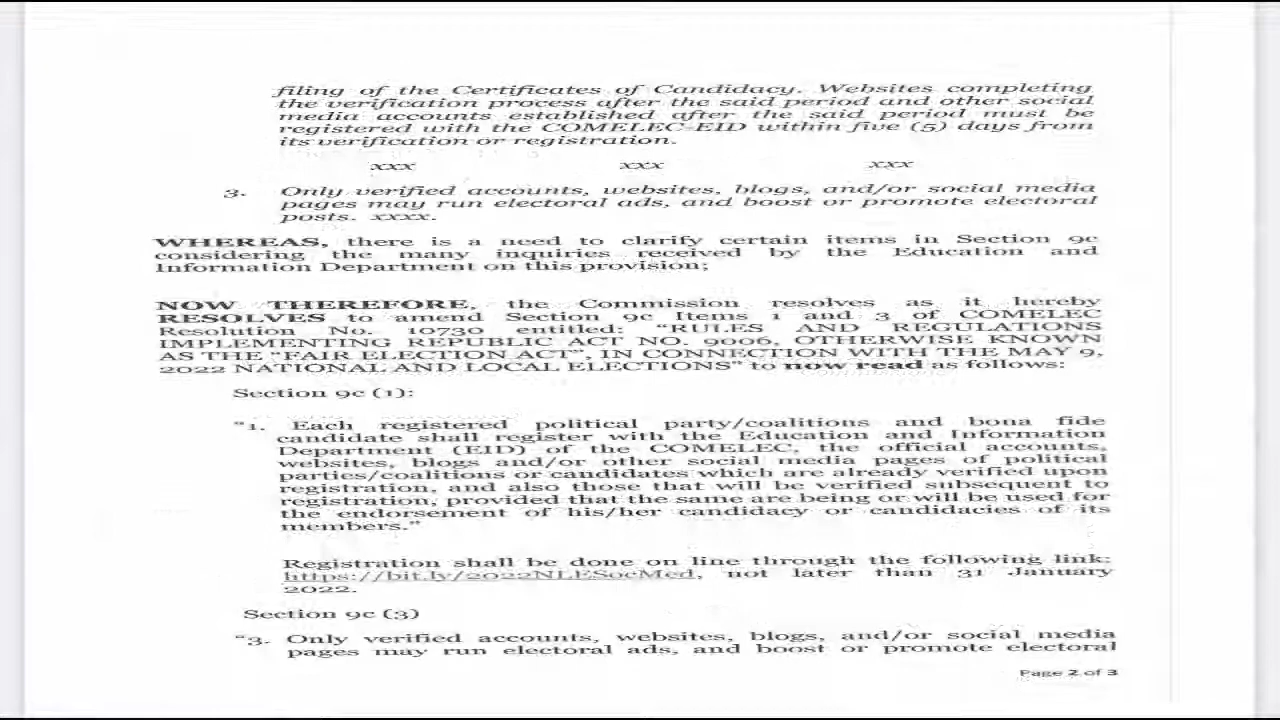 filing of the Certificates of Candidacy. Websites completing
the verification process after the said period and other social
media accounts established after the said period must be
registered with the COMELEC-EID within five (5) days from
its verification or registration.
xxx xxx xxx
3. Only verified accounts, websites, blogs, and/or social media
pages may run electoral ads, and boost or promote electoral
posts. xxxx.
WHEREAS, there is a need to clarify certain items in Section 9c
considering the many inquiries received by the Education and
Information Department on this provision;
NOW THEREFORE, the Commission resolves as it hereby
RESOLVES to amend Section 9c Items 1 and 3 of COMELEC
Resolution No. 10730 entitled: "RULES AND REGULATIONS
IMPLEMENTING REPUBLIC ACT NO. 9006, OTHERWISE KNOWN
AS THE "FAIR ELECTION ACT", IN CONNECTION WITH THE MAY 9,
2022 NATIONAL AND LOCAL ELECTIONS" to now read as follows:
Section 9c (1):
"1. Each registered political party/coalitions and bona fide
candidate shall register with the Education and Information
Department (EID) of the COMELEC, the official accounts,
websites, blogs and/or other social media pages of political
parties/coalitions or candidates which are already verified upon
registration, and also those that will be verified subsequent to
registration, provided that the same are being or will be used for
the endorsement of his/her candidacy or candidacies of its
members."
Registration shall be done on line through the following link:
https://bit.ly/2022NLESocMed, not later than 31 January
2022.
Section 9c (3)
"3. Only verified accounts, websites, blogs, and/or social media
pages may run electoral ads, and boost or promote electoral
Page 2 of 3